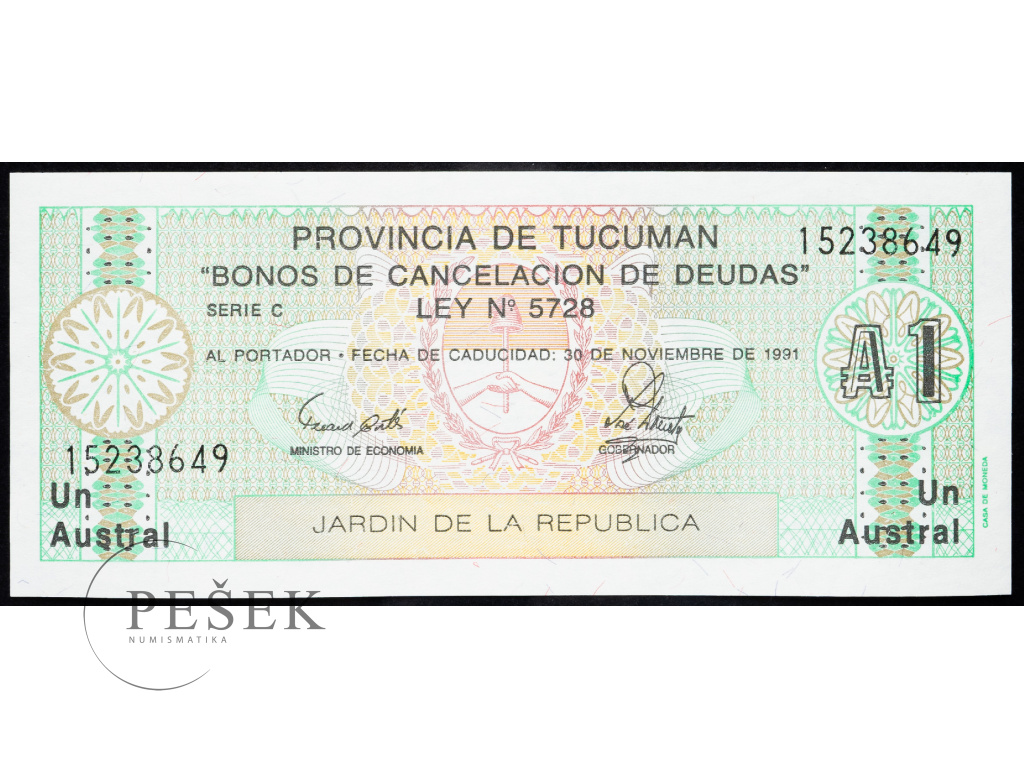 PROVINCIA DE TUCUMAN
15238649
"BONOS DE CANCELACION DE DEUDAS"
SERIE C
LEY Nº 5728
AL PORTADOR • FECHA DE CADUCIDAD: 30 DE NOVIEMBRE DE 1991
₳ 1
MINISTRO DE ECONOMIA
GOBERNADOR
15238649
Un
Austral
JARDIN DE LA REPUBLICA
Un
Austral
CASA DE MONEDA
PEŠEK
NUMISMATIKA